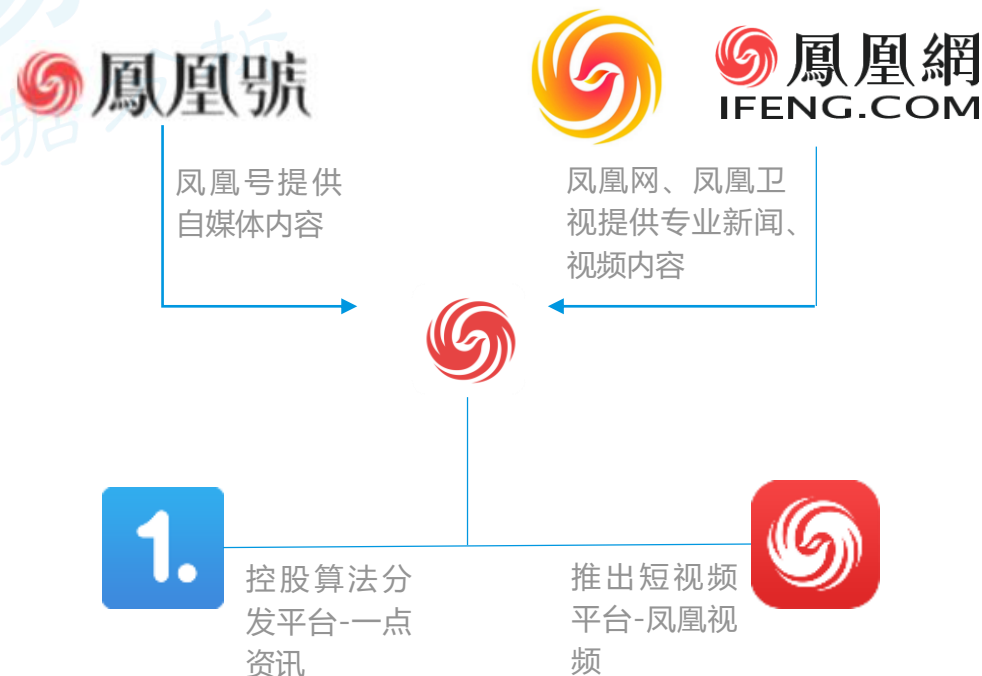 鳳凰號
鳳凰網
IFENG.COM
凤凰号提供
自媒体内容
凤凰网、凤凰卫
视提供专业新闻、
视频内容
1.
控股算法分
发平台-一点
资讯
推出短视频
平台-凤凰视
频